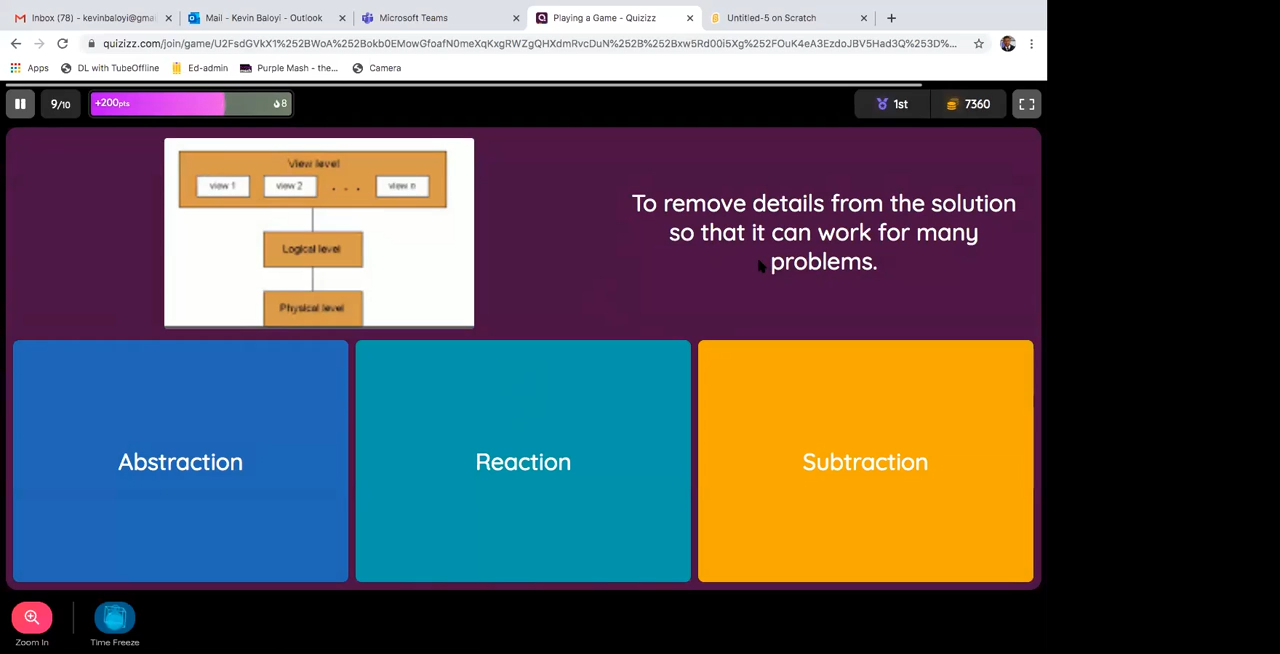 Inbox (78) - kevinbaloyi@gma
Mail - Kevin Baloyi - Outlook
Microsoft Teams
Playing a Game - Quizizz
Untitled-5 on Scratch
quizizz.com/join/game/U2FsdGVkX1%252BWoA%252Bokb0EMowGfoafN0meXqKxgRWZgQHXdmRvcDuN%252B%252Bxw5Rd00i5Xg%252FOuK4eA3EzdoJBV5Had3Q%253D%...
Apps
DL with TubeOffline
Ed-admin
Purple Mash - the...
Camera
9/10
+200pts
8
1st
7360
View level
view 1
view 2
. . .
view n
Logical level
Physical level
To remove details from the solution
so that it can work for many
problems.
Abstraction
Reaction
Subtraction
Zoom In
Time Freeze